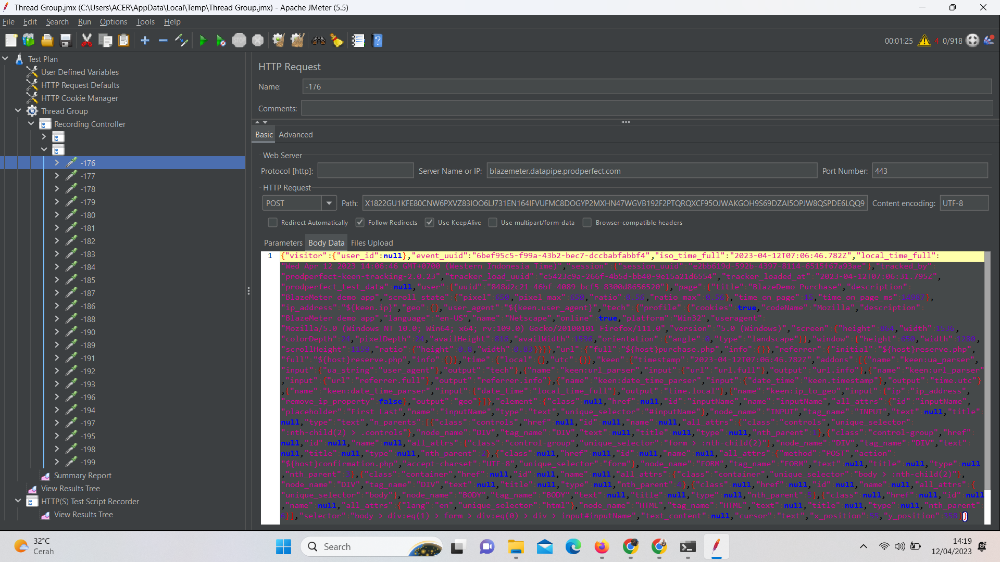 Thread Group.jmx (C:\Users\ACER\AppData\Local\Temp\Thread Group.jmx) - Apache JMeter (5.5)
File Edit Search Run Options Tools Help
00:01:25 4 0/918
Test Plan
User Defined Variables
HTTP Request Defaults
HTTP Cookie Manager
Thread Group
Recording Controller
-176
-177
-178
-179
-180
-181
-182
-183
-184
-185
-187
-186
-188
-190
-189
-191
-192
-193
-196
-194
-197
-195
-198
-199
Summary Report
View Results Tree
HTTP(S) Test Script Recorder
View Results Tree
HTTP Request
Name: -176
Comments:
Basic Advanced
Web Server
Protocol [http]: Server Name or IP: blazemeter.datapipe.prodperfect.com Port Number: 443
HTTP Request
POST Path: X1822GU1KFE80CNW6PXVZ83IOO6LJ731EN164IFVUFMC8DOGYP2MXHN47WGVB192F2PTQRQXCF95OJWAKGOH9S69DZAI5OPJW8QSPDE6LQQ9 Content encoding: UTF-8
Redirect Automatically Follow Redirects Use KeepAlive Use multipart/form-data Browser-compatible headers
Parameters Body Data Files Upload
1 {"visitor":{"user_id":null},"event_uuid":"6bef95c5-f99a-43b2-bec7-dccbabfabbf4","iso_time_full":"2023-04-12T07:06:46.782Z","local_time_full":
"Wed Apr 12 2023 14:06:46 GMT+0700 (Western Indonesia Time)","session":{"session_uuid":"e2bb619d-592b-4397-8114-6515f67a93ae"},"tracked_by":
"prodperfect-keen-tracking-2.0.23","tracker_load_uuid":"c5423c9a-266f-4b5d-bb40-9e15a21d6554","tracker_loaded_at":"2023-04-12T07:06:31.795Z",
"prodperfect_test_data":null,"user":{"uuid":"848d2c21-46bf-4089-bcf5-8300d8656520"},"page":{"title":"BlazeDemo Purchase","description":
"BlazeMeter demo app","scroll_state":{"pixel":650,"pixel_max":650,"ratio":0.56,"ratio_max":0.56},"time_on_page":15,"time_on_page_ms":14987},
"ip_address":"${keen.ip}","geo":{},"user_agent":"${keen.user_agent}","tech":{"profile":{"cookies":true,"codeName":"Mozilla","description":
"BlazeMeter demo app","language":"en-US","name":"Netscape","online":true,"platform":"Win32","useragent":
"Mozilla/5.0 (Windows NT 10.0; Win64; x64; rv:109.0) Gecko/20100101 Firefox/111.0","version":"5.0 (Windows)","screen":{"height":864,"width":1536,
"colorDepth":24,"pixelDepth":24,"availHeight":816,"availWidth":1536,"orientation":{"angle":0,"type":"landscape"}},"window":{"height":650,"width":1280,
"scrollHeight":1159,"ratio":{"height":0.8,"width":0.83}}}},"url":{"full":"${host}purchase.php","info":{}},"referrer":{"initial":"${host}reserve.php",
"full":"${host}reserve.php","info":{}},"time":{"local":{},"utc":{}},"keen":{"timestamp":"2023-04-12T07:06:46.782Z","addons":[{"name":"keen:ua_parser",
"input":{"ua_string":"user_agent"},"output":"tech"},{"name":"keen:url_parser","input":{"url":"url.full"},"output":"url.info"},{"name":"keen:url_parser"
,"input":{"url":"referrer.full"},"output":"referrer.info"},{"name":"keen:date_time_parser","input":{"date_time":"keen.timestamp"},"output":"time.utc"}
,{"name":"keen:date_time_parser","input":{"date_time":"local_time_full"},"output":"time.local"},{"name":"keen:ip_to_geo","input":{"ip":"ip_address",
"remove_ip_property":false},"output":"geo"}]},"element":{"class":null,"href":null,"id":"inputName","name":"inputName","all_attrs":{"id":"inputName",
"placeholder":"First Last","name":"inputName","type":"text","unique_selector":"#inputName"},"node_name":"INPUT","tag_name":"INPUT","text":null,"title":
null,"type":"text","n_parents":[{"class":"controls","href":null,"id":null,"name":null,"all_attrs":{"class":"controls","unique_selector":
":nth-child(2) > .controls"},"node_name":"DIV","tag_name":"DIV","text":null,"title":null,"type":null,"nth_parent":1},{"class":"control-group","href":
null,"id":null,"name":null,"all_attrs":{"class":"control-group","unique_selector":"form > :nth-child(2)"},"node_name":"DIV","tag_name":"DIV","text":
null,"title":null,"type":null,"nth_parent":2},{"class":null,"href":null,"id":null,"name":null,"all_attrs":{"method":"POST","action":
"${host}confirmation.php","accept-charset":"UTF-8","unique_selector":"form"},"node_name":"FORM","tag_name":"FORM","text":null,"title":null,"type":null
,"nth_parent":3},{"class":"container","href":null,"id":null,"name":null,"all_attrs":{"class":"container","unique_selector":"body > :nth-child(2)"},
"node_name":"DIV","tag_name":"DIV","text":null,"title":null,"type":null,"nth_parent":4},{"class":null,"href":null,"id":null,"name":null,"all_attrs":{
"unique_selector":"body"},"node_name":"BODY","tag_name":"BODY","text":null,"title":null,"type":null,"nth_parent":5},{"class":null,"href":null,"id":null
,"name":null,"all_attrs":{"lang":"en","unique_selector":"html"},"node_name":"HTML","tag_name":"HTML","text":null,"title":null,"type":null,"nth_parent":
6}],"selector":"body > div:eq(1) > form > div:eq(0) > div > input#inputName","text_content":null,"cursor":"text","x_position":55,"y_position":358}}
32°C
Cerah
Search
14:19
12/04/2023